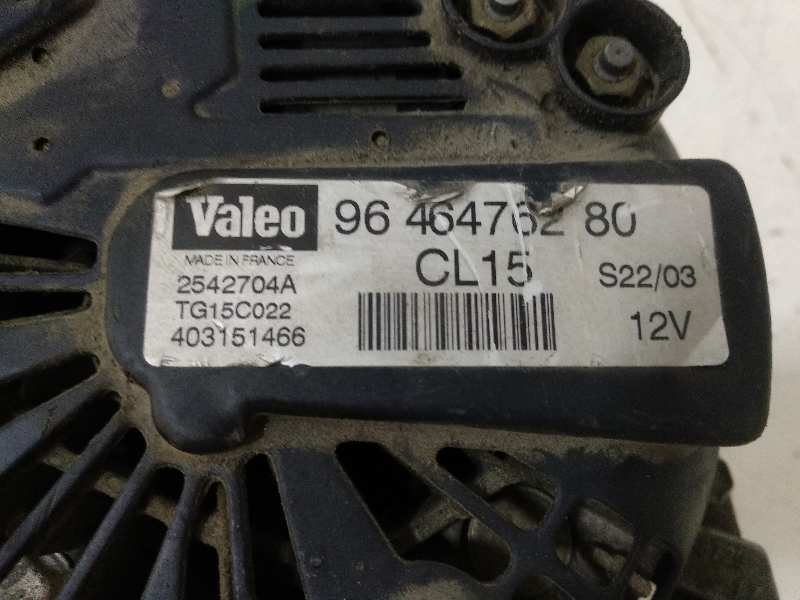 Valeo 96 464762 80
MADE IN FRANCE
CL15 S22/03
2542704A
TG15C022
403151466 12V